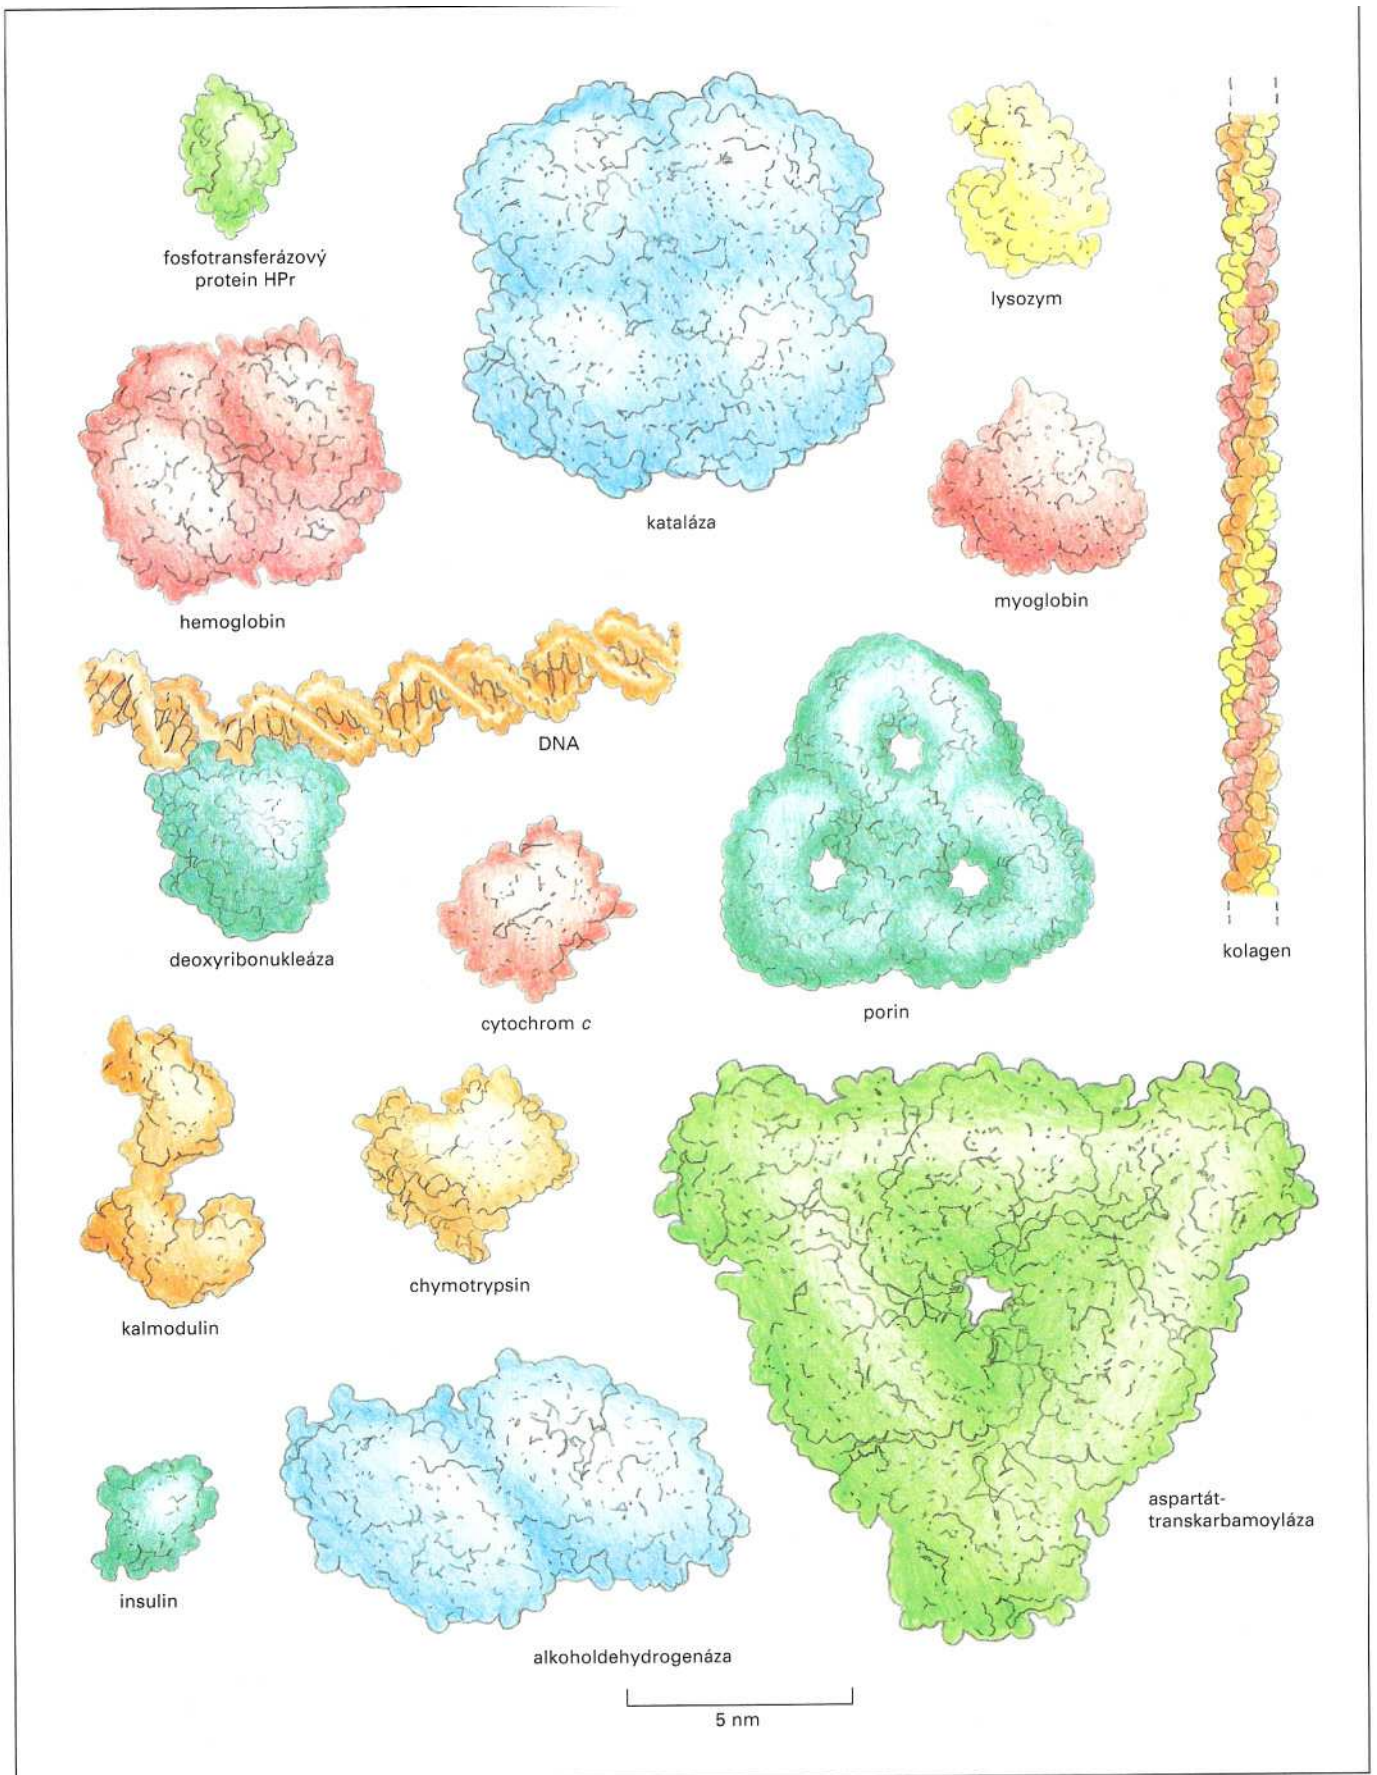 fosfotransferázový
protein HPr
lysozym
kataláza
myoglobin
hemoglobin
DNA
deoxyribonukleáza
kolagen
cytochrom c
porin
chymotrypsin
kalmodulin
aspartát-
transkarbamoyláza
insulin
alkoholdehydrogenáza
5 nm